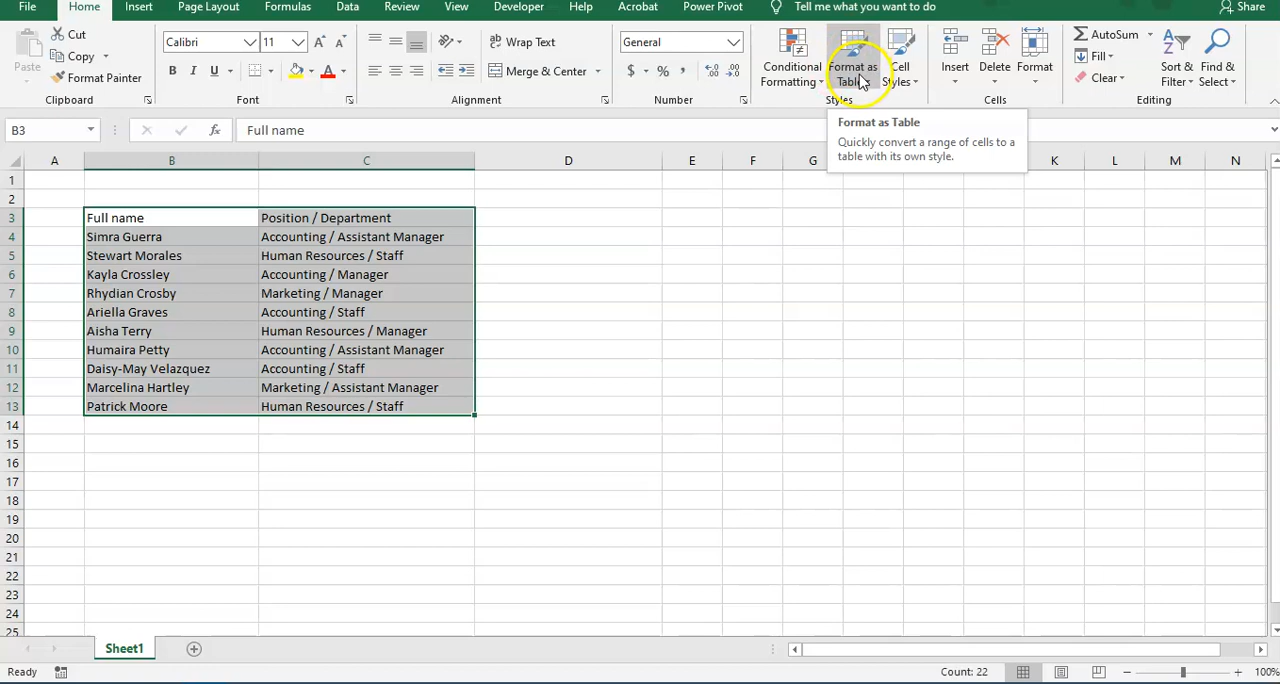 File Home Insert Page Layout Formulas Data Review View Developer Help Acrobat Power Pivot Tell me what you want to do Share
Paste
Cut
Copy
Format Painter
Clipboard
Calibri 11
B I U
Font
Wrap Text
Merge & Center
Alignment
General
$ % ,
Number
Conditional Formatting
Format as Table
Cell Styles
Styles
Insert
Delete
Format
Cells
AutoSum
Fill
Clear
Sort & Filter
Find & Select
Editing
B3 fx Full name
Format as Table
Quickly convert a range of cells to a
table with its own style.
A B C D E F G K L M N
1
2
3 Full name Position / Department
4 Simra Guerra Accounting / Assistant Manager
5 Stewart Morales Human Resources / Staff
6 Kayla Crossley Accounting / Manager
7 Rhydian Crosby Marketing / Manager
8 Ariella Graves Accounting / Staff
9 Aisha Terry Human Resources / Manager
10 Humaira Petty Accounting / Assistant Manager
11 Daisy-May Velazquez Accounting / Staff
12 Marcelina Hartley Marketing / Assistant Manager
13 Patrick Moore Human Resources / Staff
14
15
16
17
18
19
20
21
22
23
24
25
Sheet1
Ready Count: 22 100%